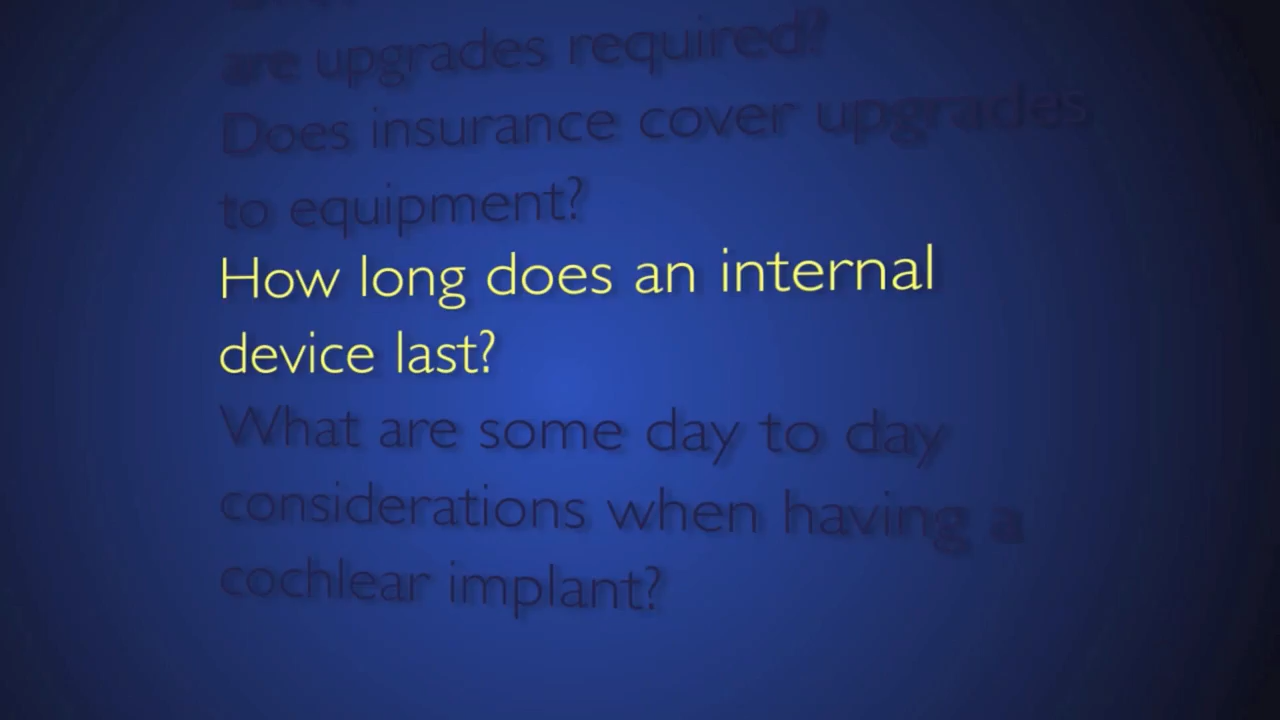 are upgrades required?
Does insurance cover upgrades
to equipment?
How long does an internal
device last?
What are some day to day
considerations when having a
cochlear implant?